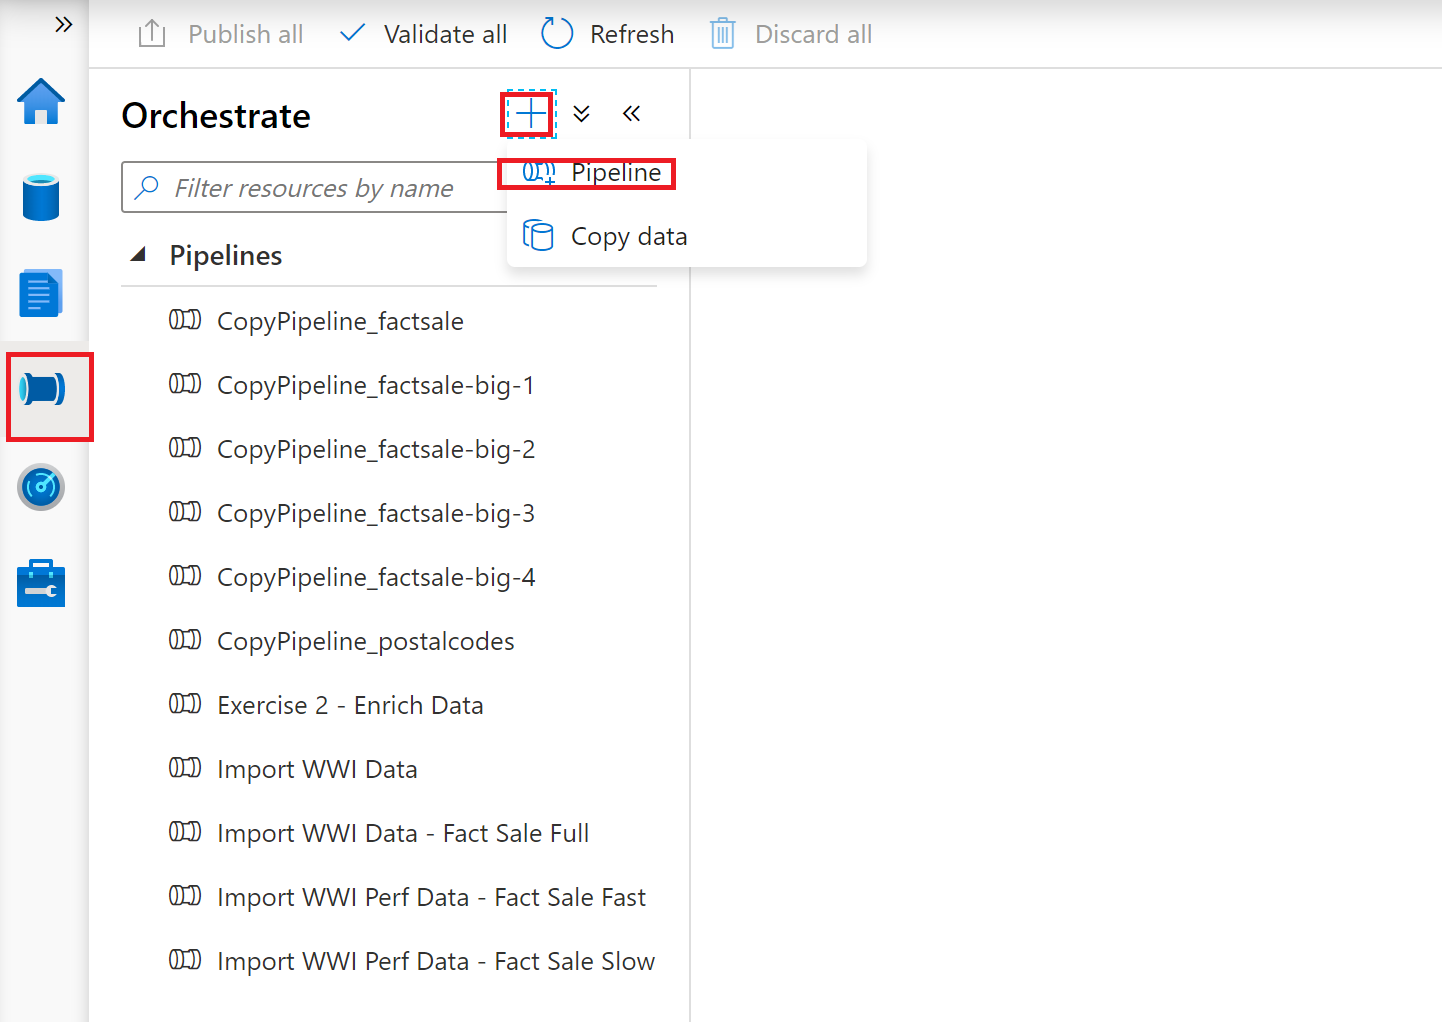 Publish all
Validate all
Refresh
Discard all
Orchestrate
Filter resources by name
Pipeline
Copy data
Pipelines
CopyPipeline_factsale
CopyPipeline_factsale-big-1
CopyPipeline_factsale-big-2
CopyPipeline_factsale-big-3
CopyPipeline_factsale-big-4
CopyPipeline_postalcodes
Exercise 2 - Enrich Data
Import WWI Data
Import WWI Data - Fact Sale Full
Import WWI Perf Data - Fact Sale Fast
Import WWI Perf Data - Fact Sale Slow